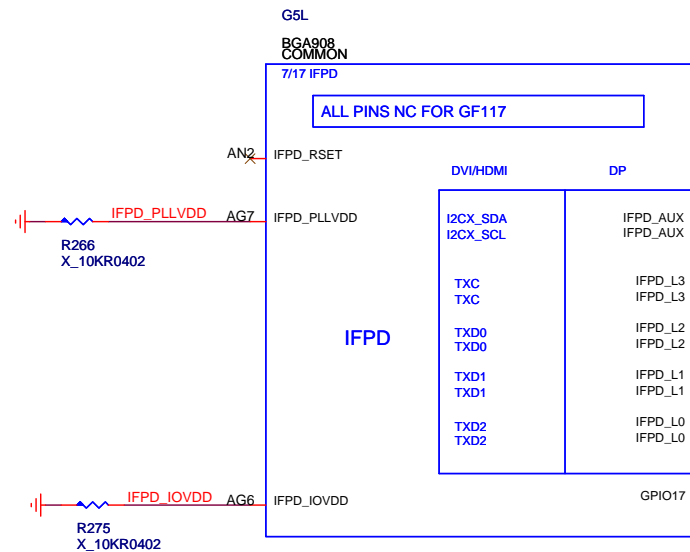 G5L
BGA908
COMMON
7/17 IFPD
ALL PINS NC FOR GF117
AN2 IFPD_RSET
DVI/HDMI DP
IFPD_PLLVDD AG7 IFPD_PLLVDD
I2CX_SDA IFPD_AUX
I2CX_SCL IFPD_AUX
R266
X_10KR0402
TXC IFPD_L3
TXC IFPD_L3
IFPD
TXD0 IFPD_L2
TXD0 IFPD_L2
TXD1 IFPD_L1
TXD1 IFPD_L1
TXD2 IFPD_L0
TXD2 IFPD_L0
IFPD_IOVDD AG6 IFPD_IOVDD GPIO17
R275
X_10KR0402